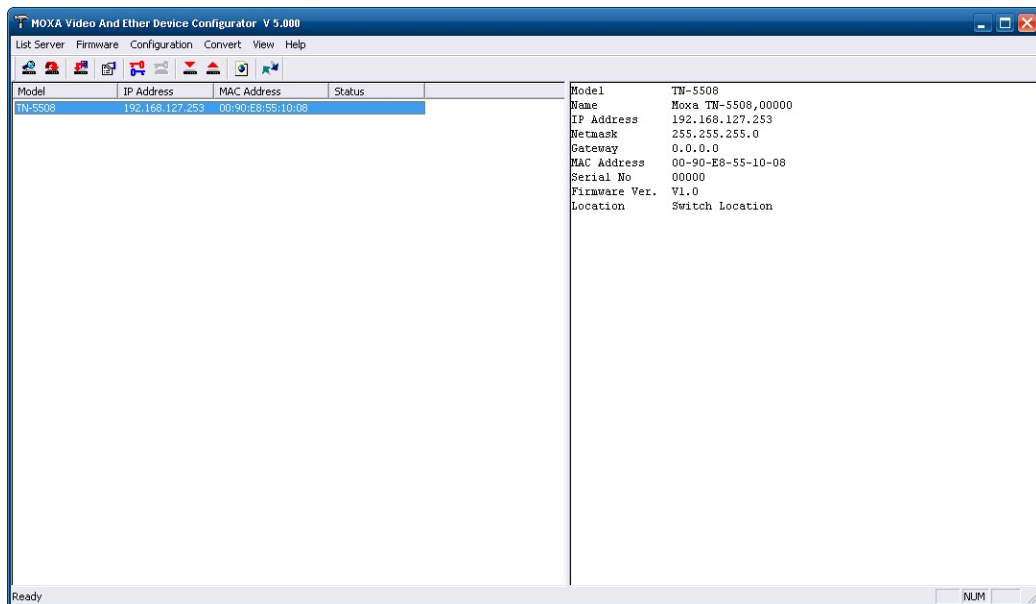 MOXA Video And Ether Device Configurator V 5.000
List Server Firmware Configuration Convert View Help
Model IP Address MAC Address Status
TN-5508 192.168.127.253 00:90:E8:55:10:08
Model TN-5508
Name Moxa TN-5508,00000
IP Address 192.168.127.253
Netmask 255.255.255.0
Gateway 0.0.0.0
MAC Address 00-90-E8-55-10-08
Serial No 00000
Firmware Ver. V1.0
Location Switch Location
Ready NUM